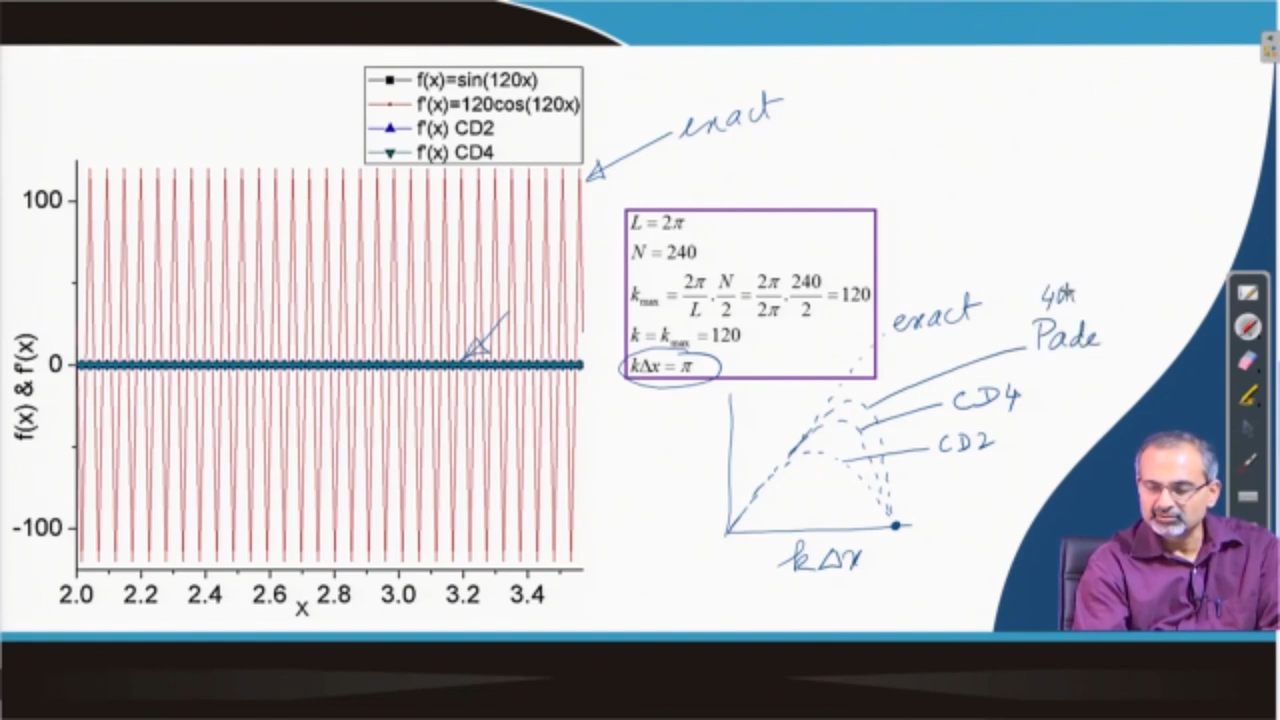 f(x)=sin(120x)
f'(x)=120cos(120x)
f'(x) CD2
f'(x) CD4
exact
f(x) & f'(x)
100
0
-100
2.0 2.2 2.4 2.6 2.8 3.0 3.2 3.4
x
L = 2π
N = 240
k_max = 2π/L . N/2 = 2π/2π . 240/2 = 120
k = k_max = 120
kΔx = π
exact
4th
Pade
CD4
CD2
kΔx